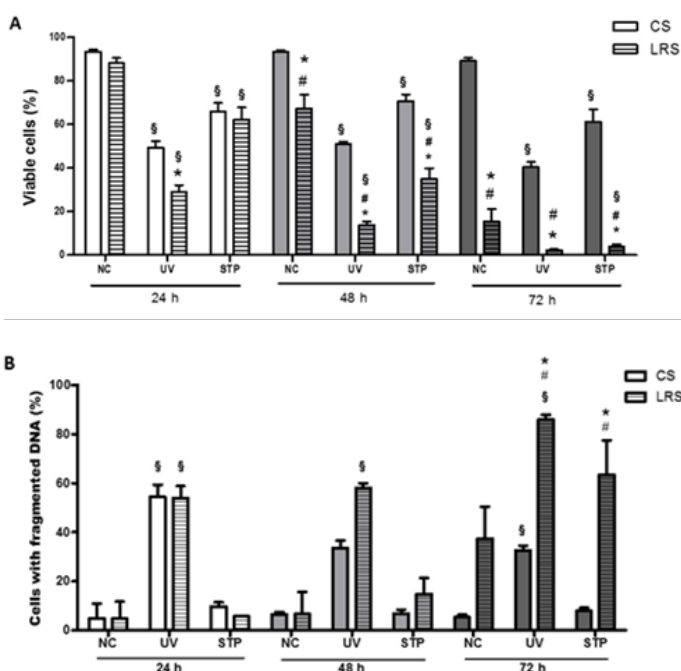 A
CS
LRS
Viable cells (%)
100
80
60
40
20
0
§ § * § § * # § § # * § § # * * # § # * § § # *
NC UV STP NC UV STP NC UV STP
24 h 48 h 72 h
B
CS
LRS
Cells with fragmented DNA (%)
100
80
60
40
20
0
§ § § § * # § * #
NC UV STP NC UV STP NC UV STP
24 h 48 h 72 h